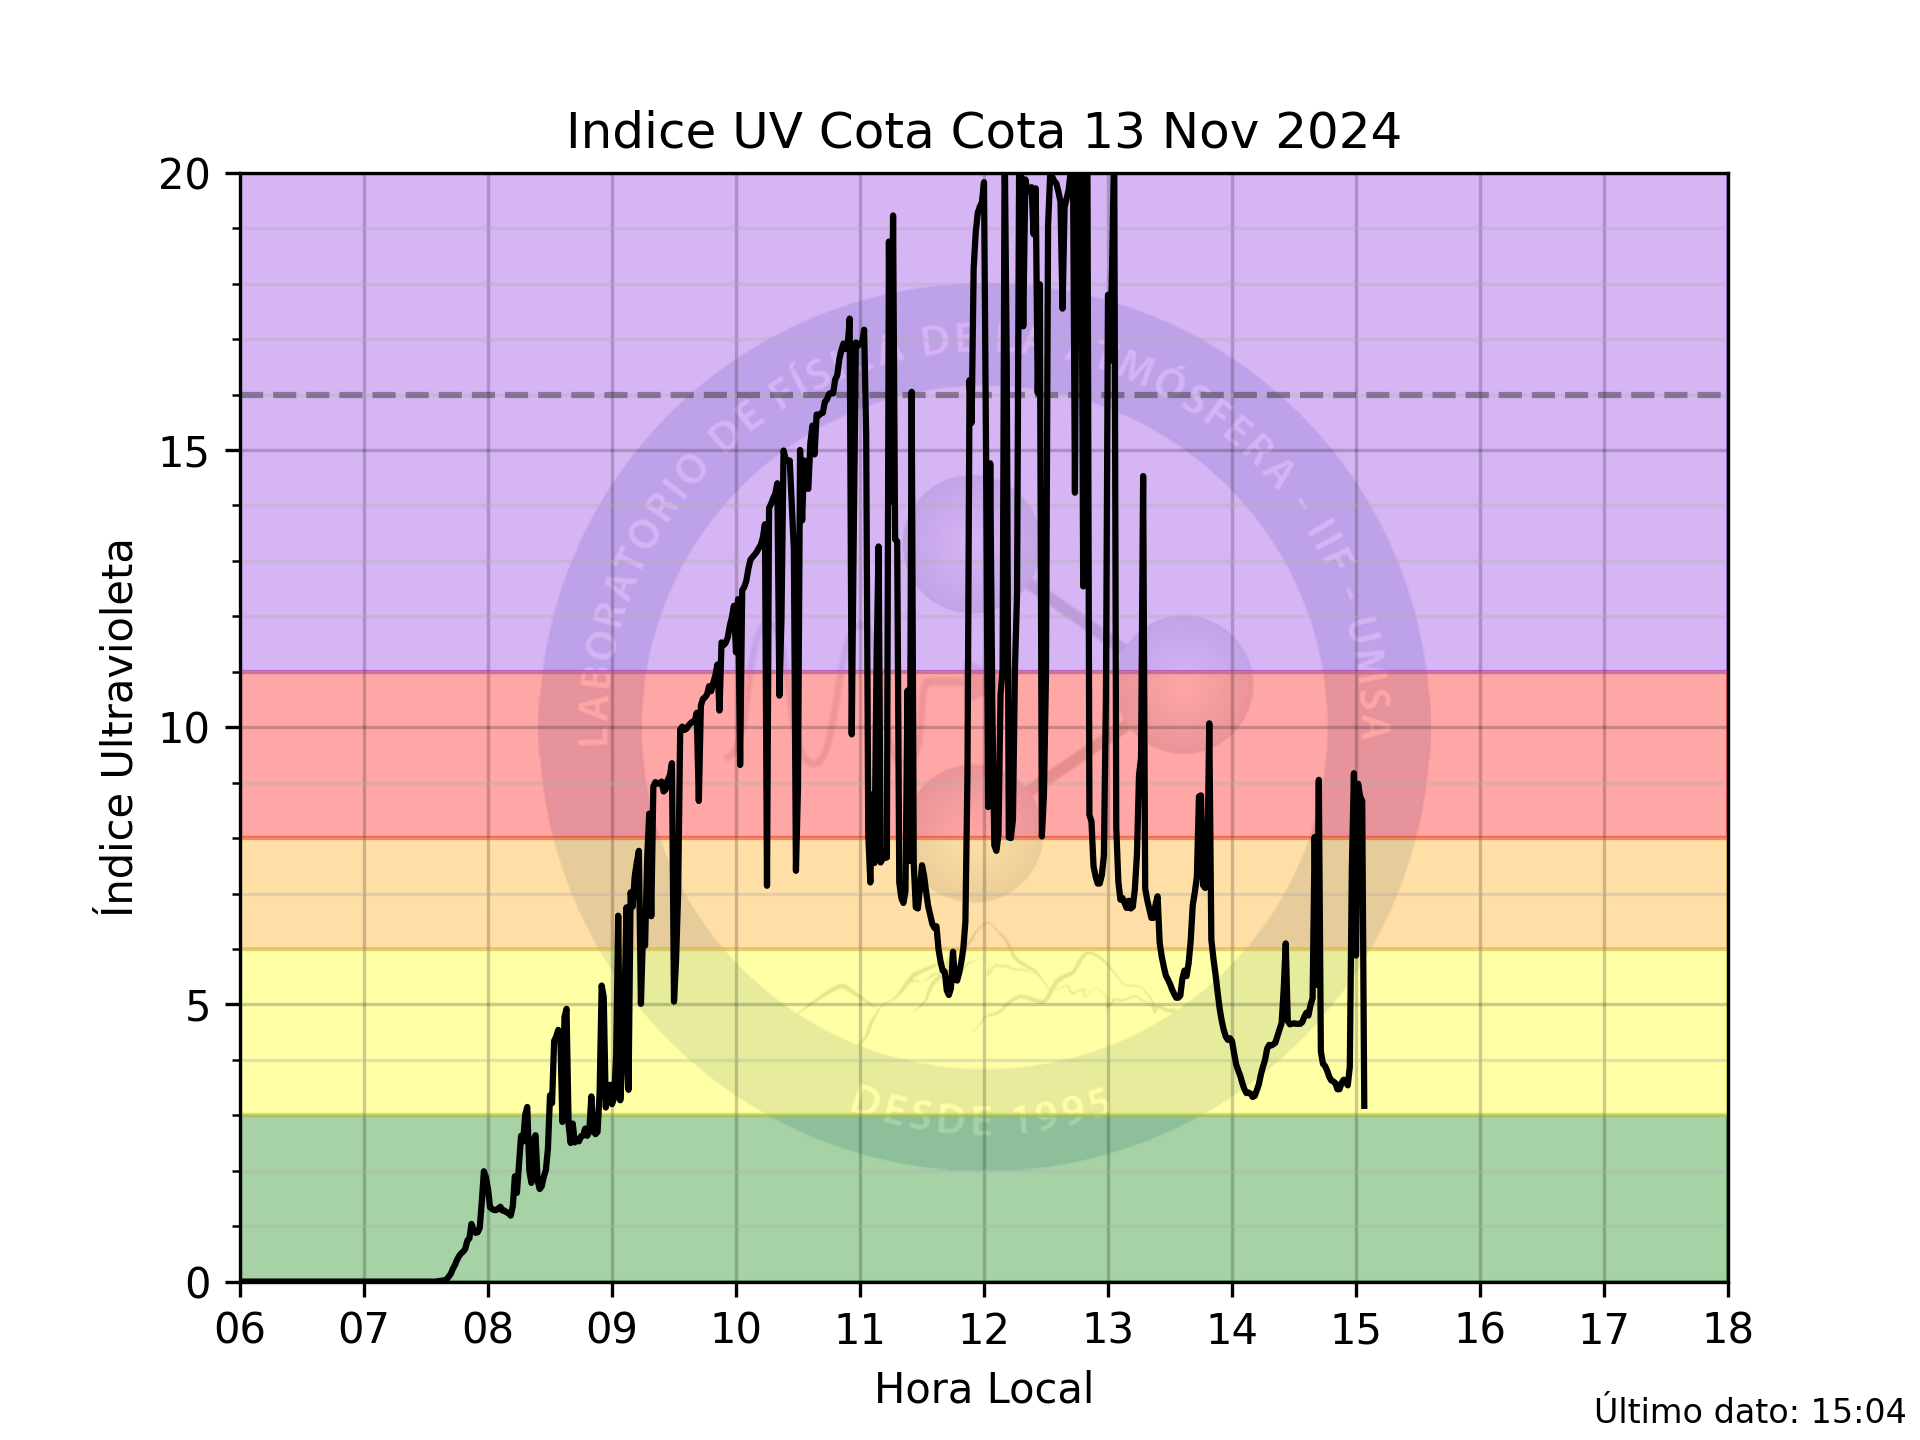 Indice UV Cota Cota 13 Nov 2024
20
15
10
5
0
Índice Ultravioleta
LABORATORIO DE FÍSICA DE LA ATMÓSFERA - IIF - UMSA
DESDE 1995
06 07 08 09 10 11 12 13 14 15 16 17 18
Hora Local
Último dato: 15:04